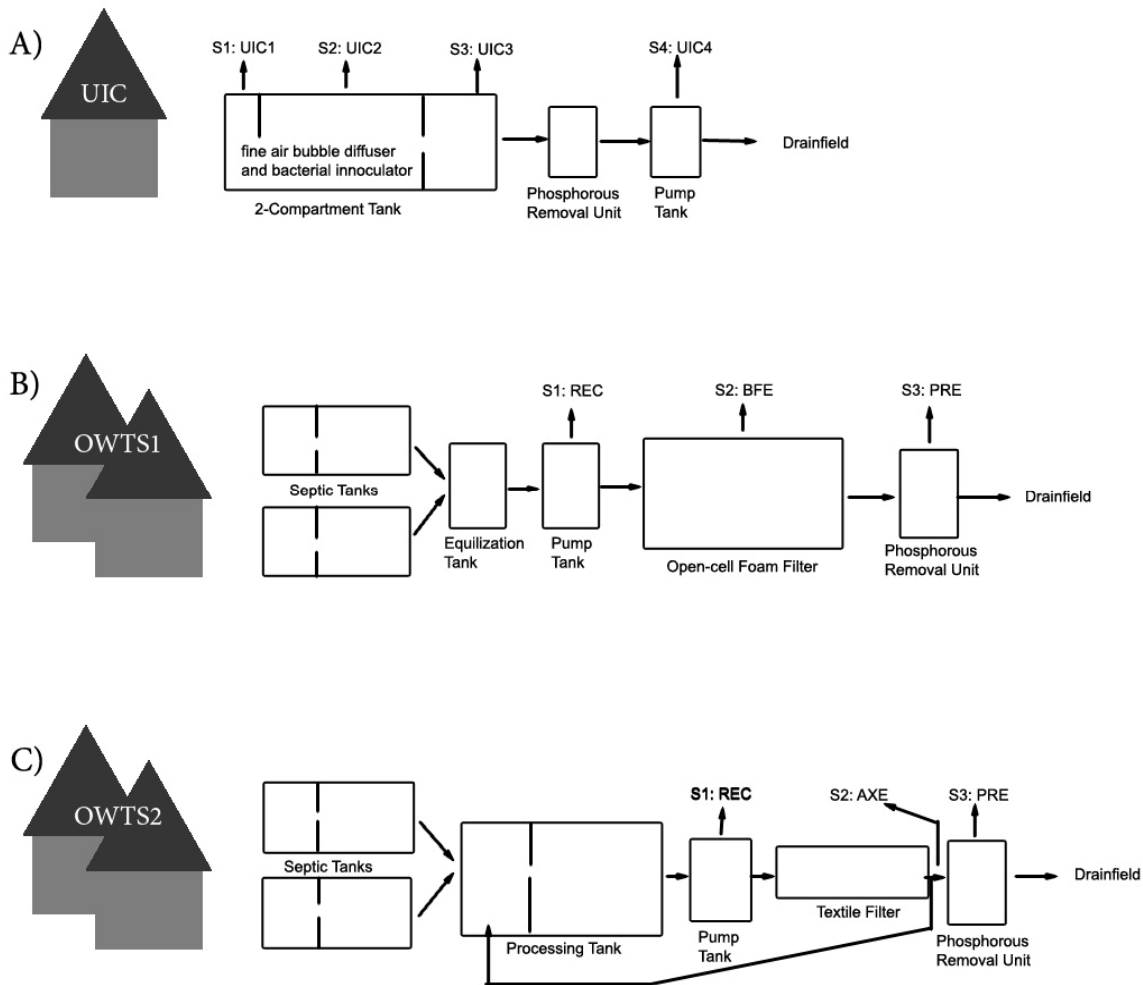 A)
UIC
S1: UIC1
S2: UIC2
S3: UIC3
S4: UIC4
fine air bubble diffuser
and bacterial innoculator
2-Compartment Tank
Phosphorous
Removal Unit
Pump
Tank
Drainfield
B)
OWTS1
Septic Tanks
Equilization
Tank
S1: REC
Pump
Tank
S2: BFE
Open-cell Foam Filter
S3: PRE
Phosphorous
Removal Unit
Drainfield
C)
OWTS2
Septic Tanks
Processing Tank
S1: REC
Pump
Tank
S2: AXE
Textile Filter
S3: PRE
Phosphorous
Removal Unit
Drainfield